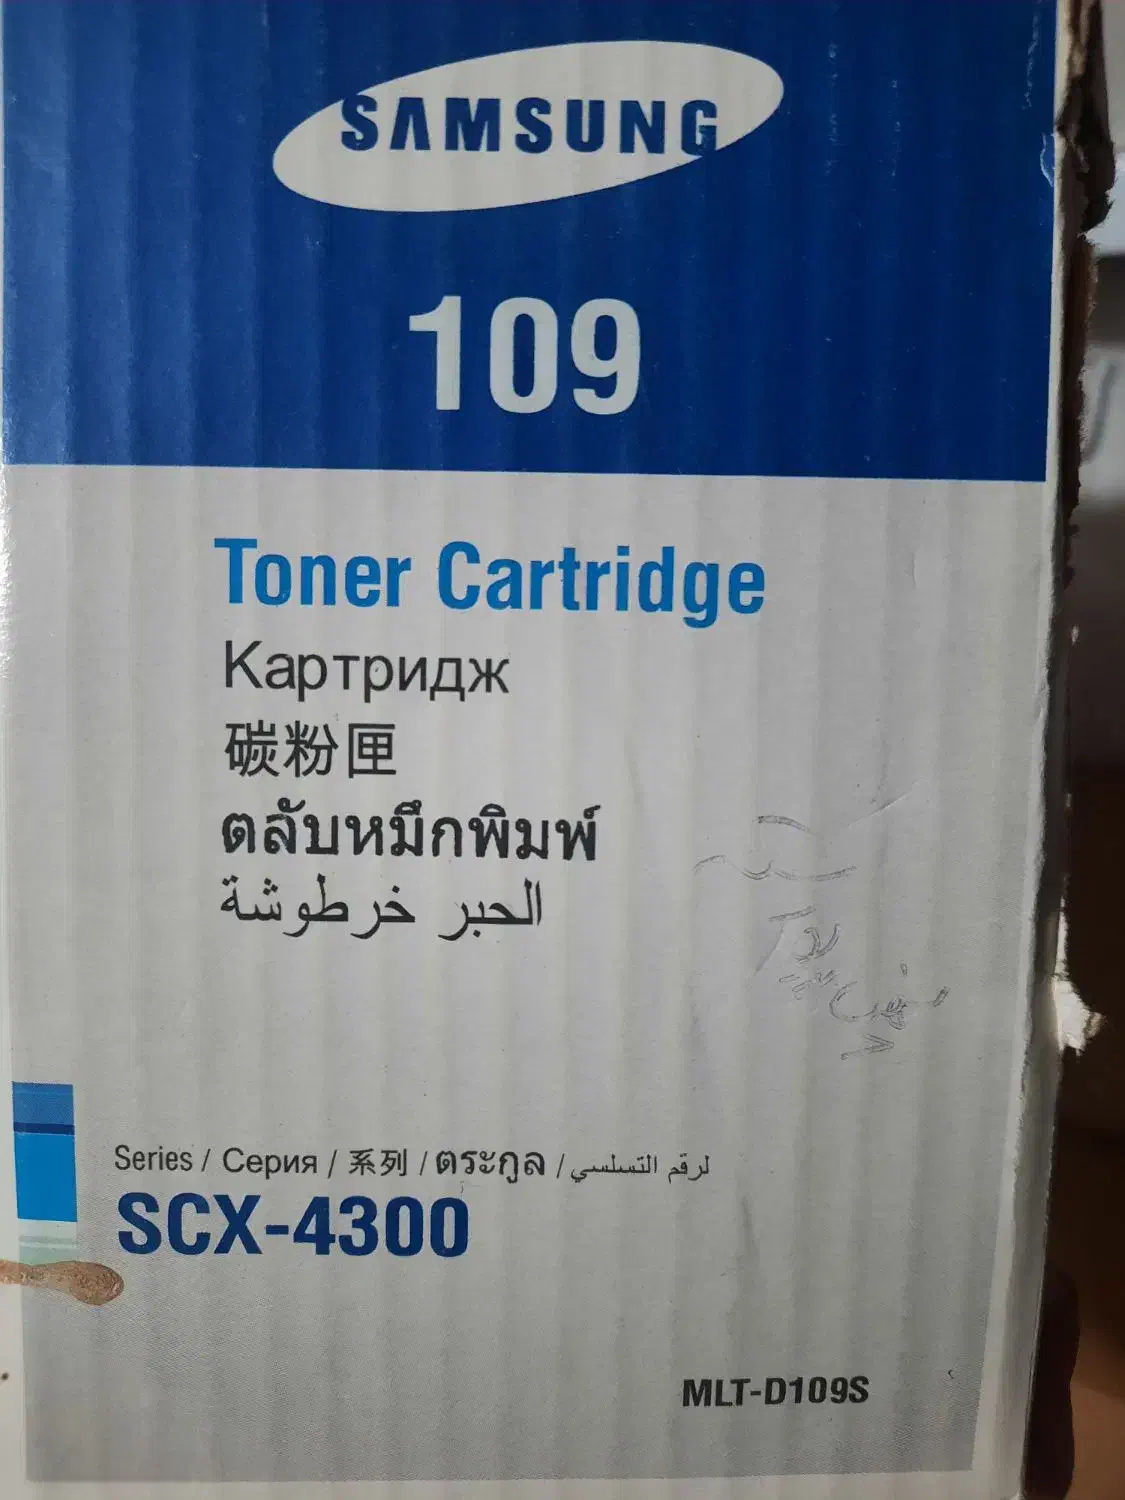 SAMSUNG
109
Toner Cartridge
Картридж
碳粉匣
ตลับหมึกพิมพ์
الحبر خرطوشة
Series / Серия / 系列 / ตระกูล / لرقم التسلسي
SCX-4300
MLT-D109S